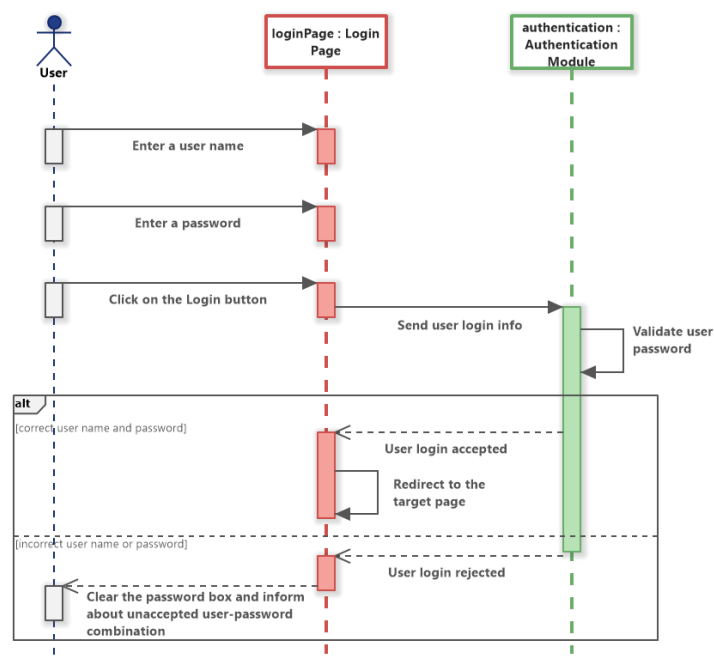 User
loginPage : Login
Page
authentication :
Authentication
Module
Enter a user name
Enter a password
Click on the Login button
Send user login info
Validate user
password
alt
[correct user name and password]
User login accepted
Redirect to the
target page
[incorrect user name or password]
User login rejected
Clear the password box and inform
about unaccepted user-password
combination